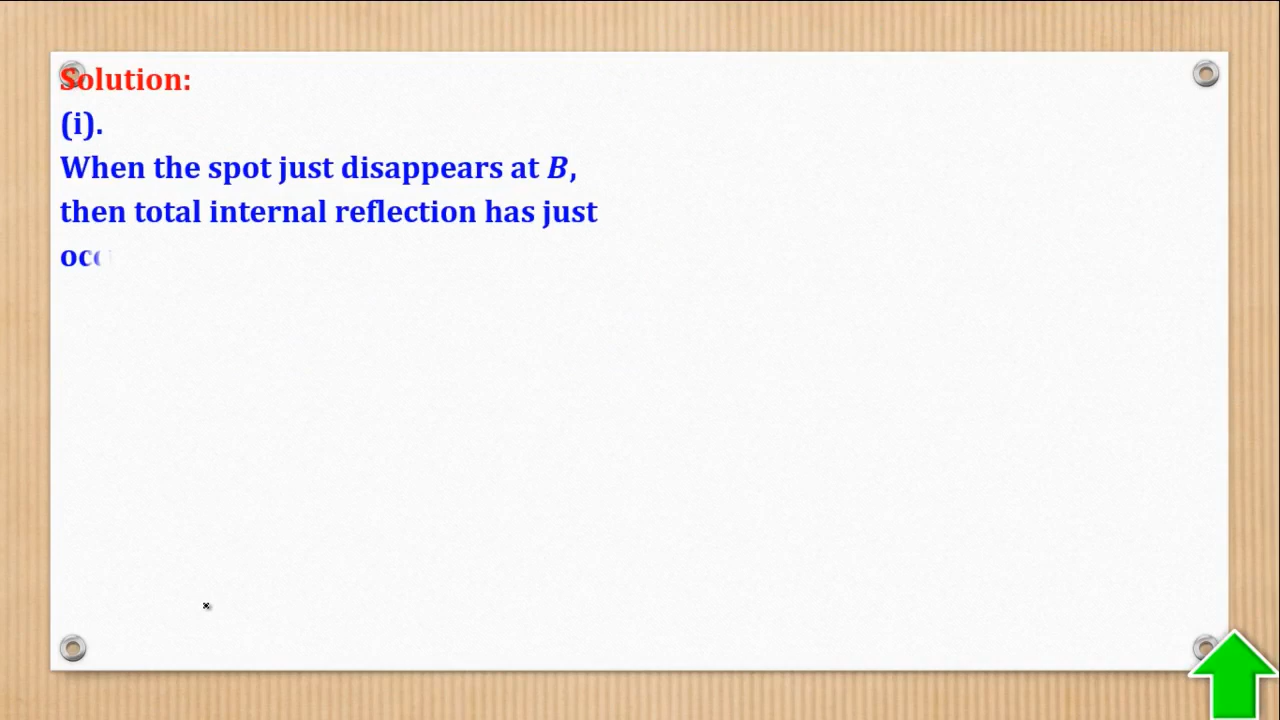 Solution:
(i).
When the spot just disappears at B,
then total internal reflection has just